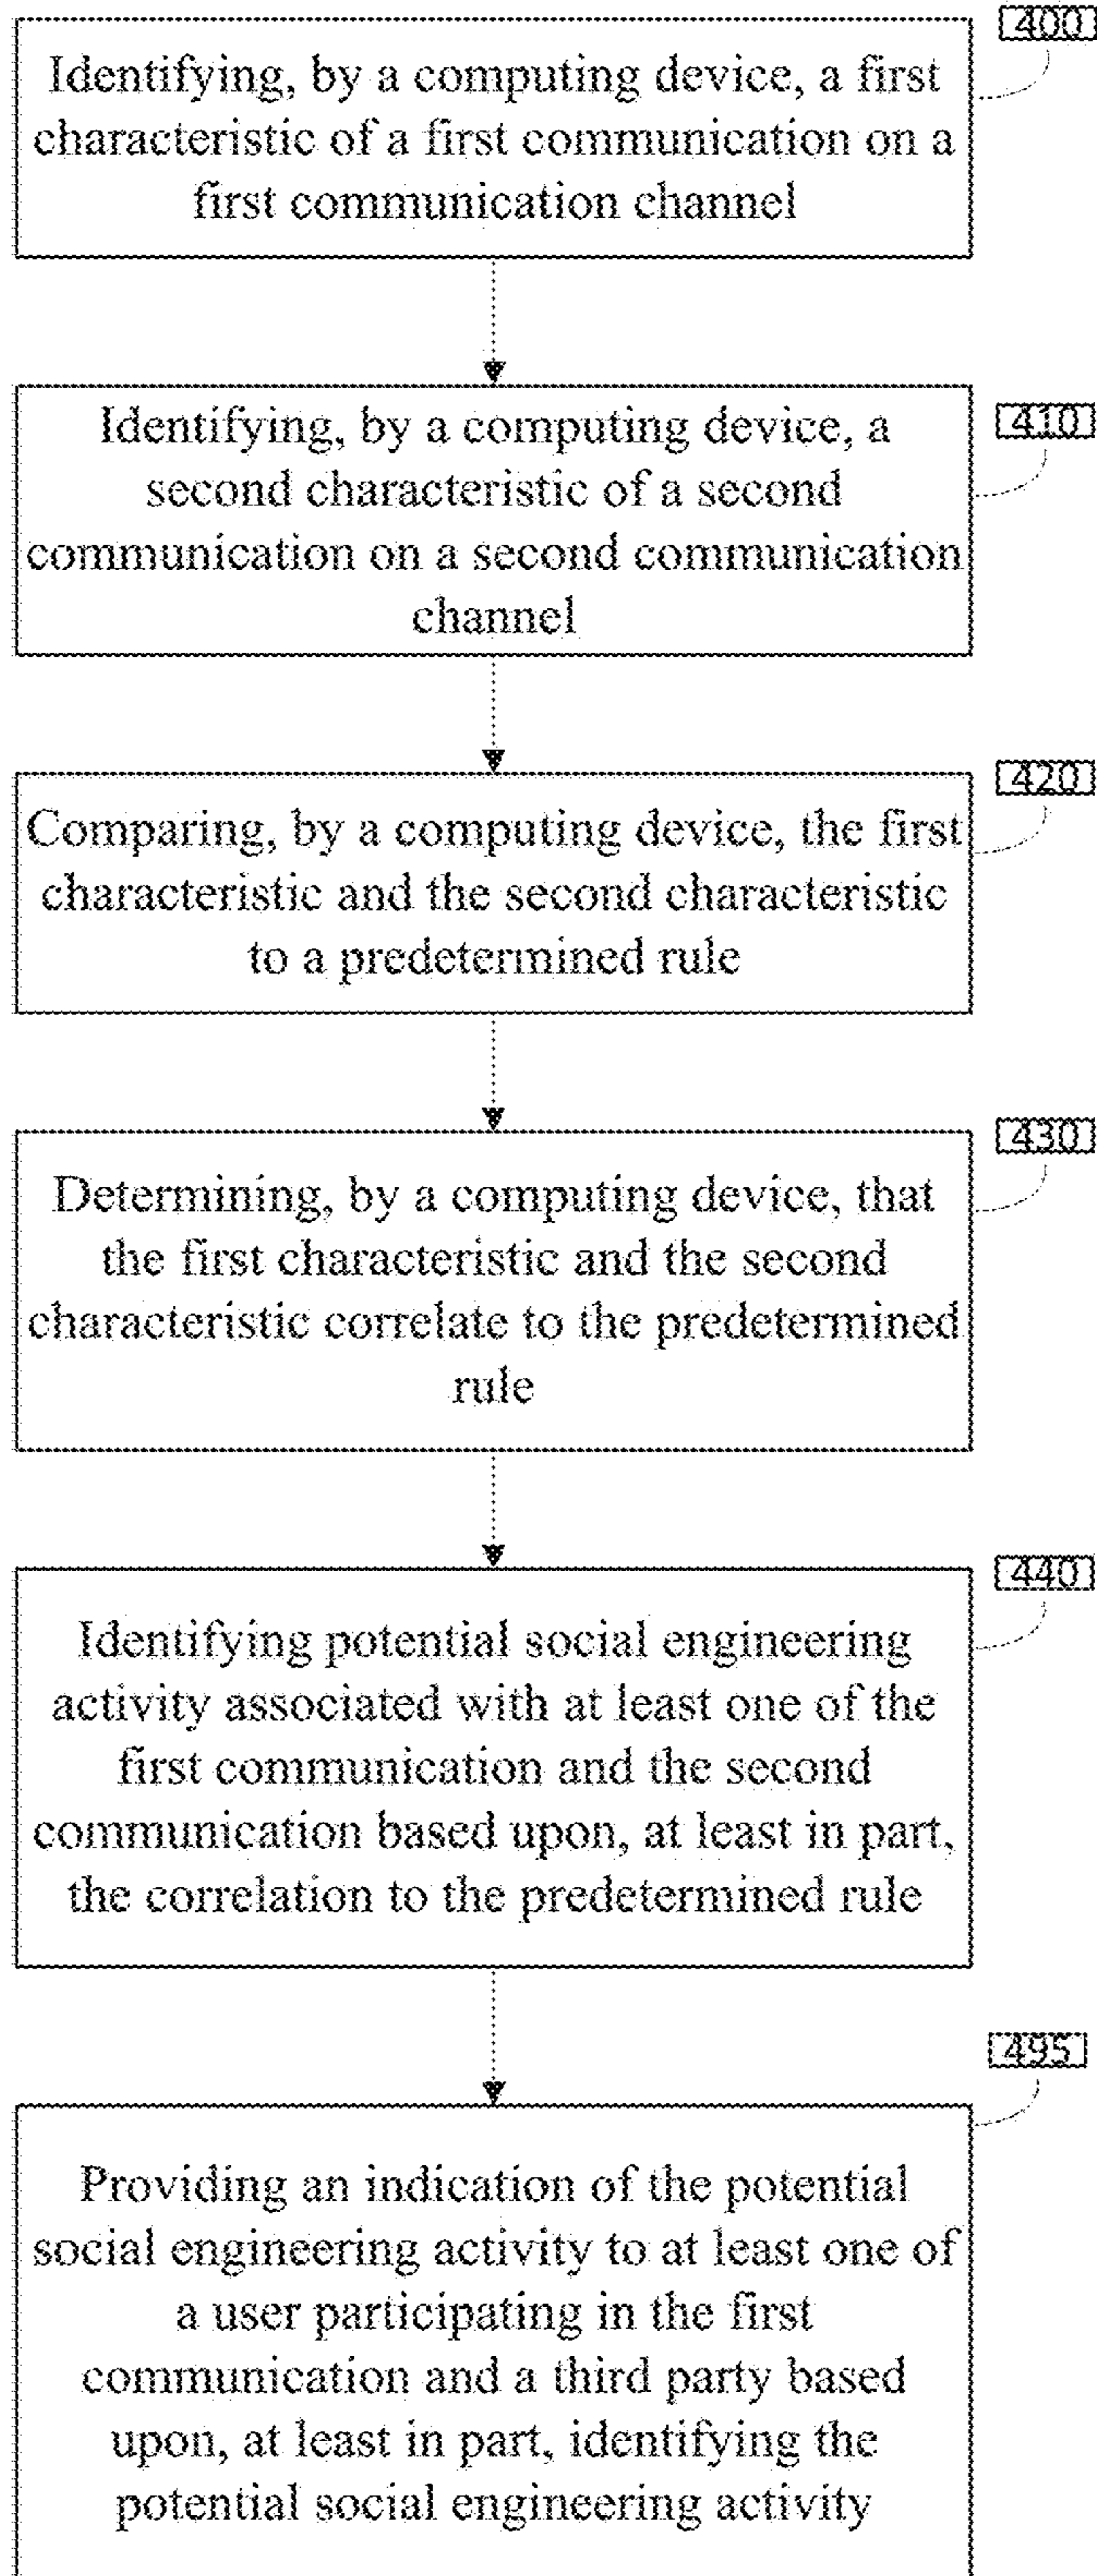 400
Identifying, by a computing device, a first
characteristic of a first communication on a
first communication channel
410
Identifying, by a computing device, a
second characteristic of a second
communication on a second communication
channel
420
Comparing, by a computing device, the first
characteristic and the second characteristic
to a predetermined rule
430
Determining, by a computing device, that
the first characteristic and the second
characteristic correlate to the predetermined
rule
440
Identifying potential social engineering
activity associated with at least one of the
first communication and the second
communication based upon, at least in part,
the correlation to the predetermined rule
495
Providing an indication of the potential
social engineering activity to at least one of
a user participating in the first
communication and a third party based
upon, at least in part, identifying the
potential social engineering activity